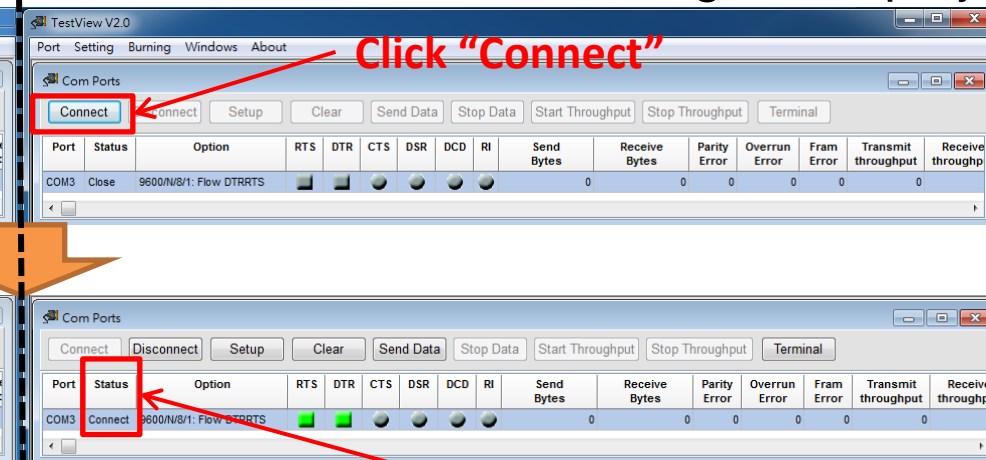 TestView V2.0
Port Setting Burning Windows About
Click "Connect"
Com Ports
Connect Disconnect Setup Clear Send Data Stop Data Start Throughput Stop Throughput Terminal
Port Status Option RTS DTR CTS DSR DCD RI Send Bytes Receive Bytes Parity Error Overrun Error Fram Error Transmit throughput Receive
COM3 Close 9600/N/8/1: Flow DTRRTS 0 0 0 0 0 0
Com Ports
Connect Disconnect Setup Clear Send Data Stop Data Start Throughput Stop Throughput Terminal
Port Status Option RTS DTR CTS DSR DCD RI Send Bytes Receive Bytes Parity Error Overrun Error Fram Error Transmit throughput
COM3 Connect 9600/N/8/1: Flow DTRRTS 0 0 0 0 0 0